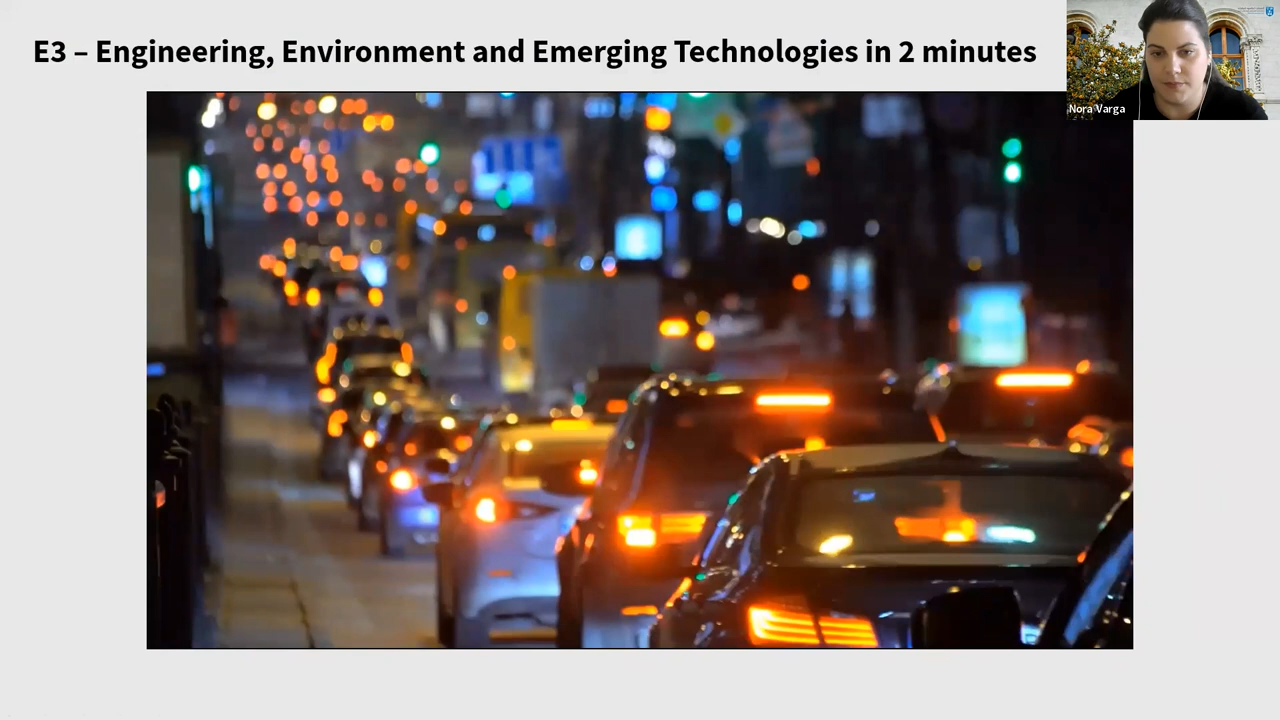 E3 – Engineering, Environment and Emerging Technologies in 2 minutes
Nora Varga